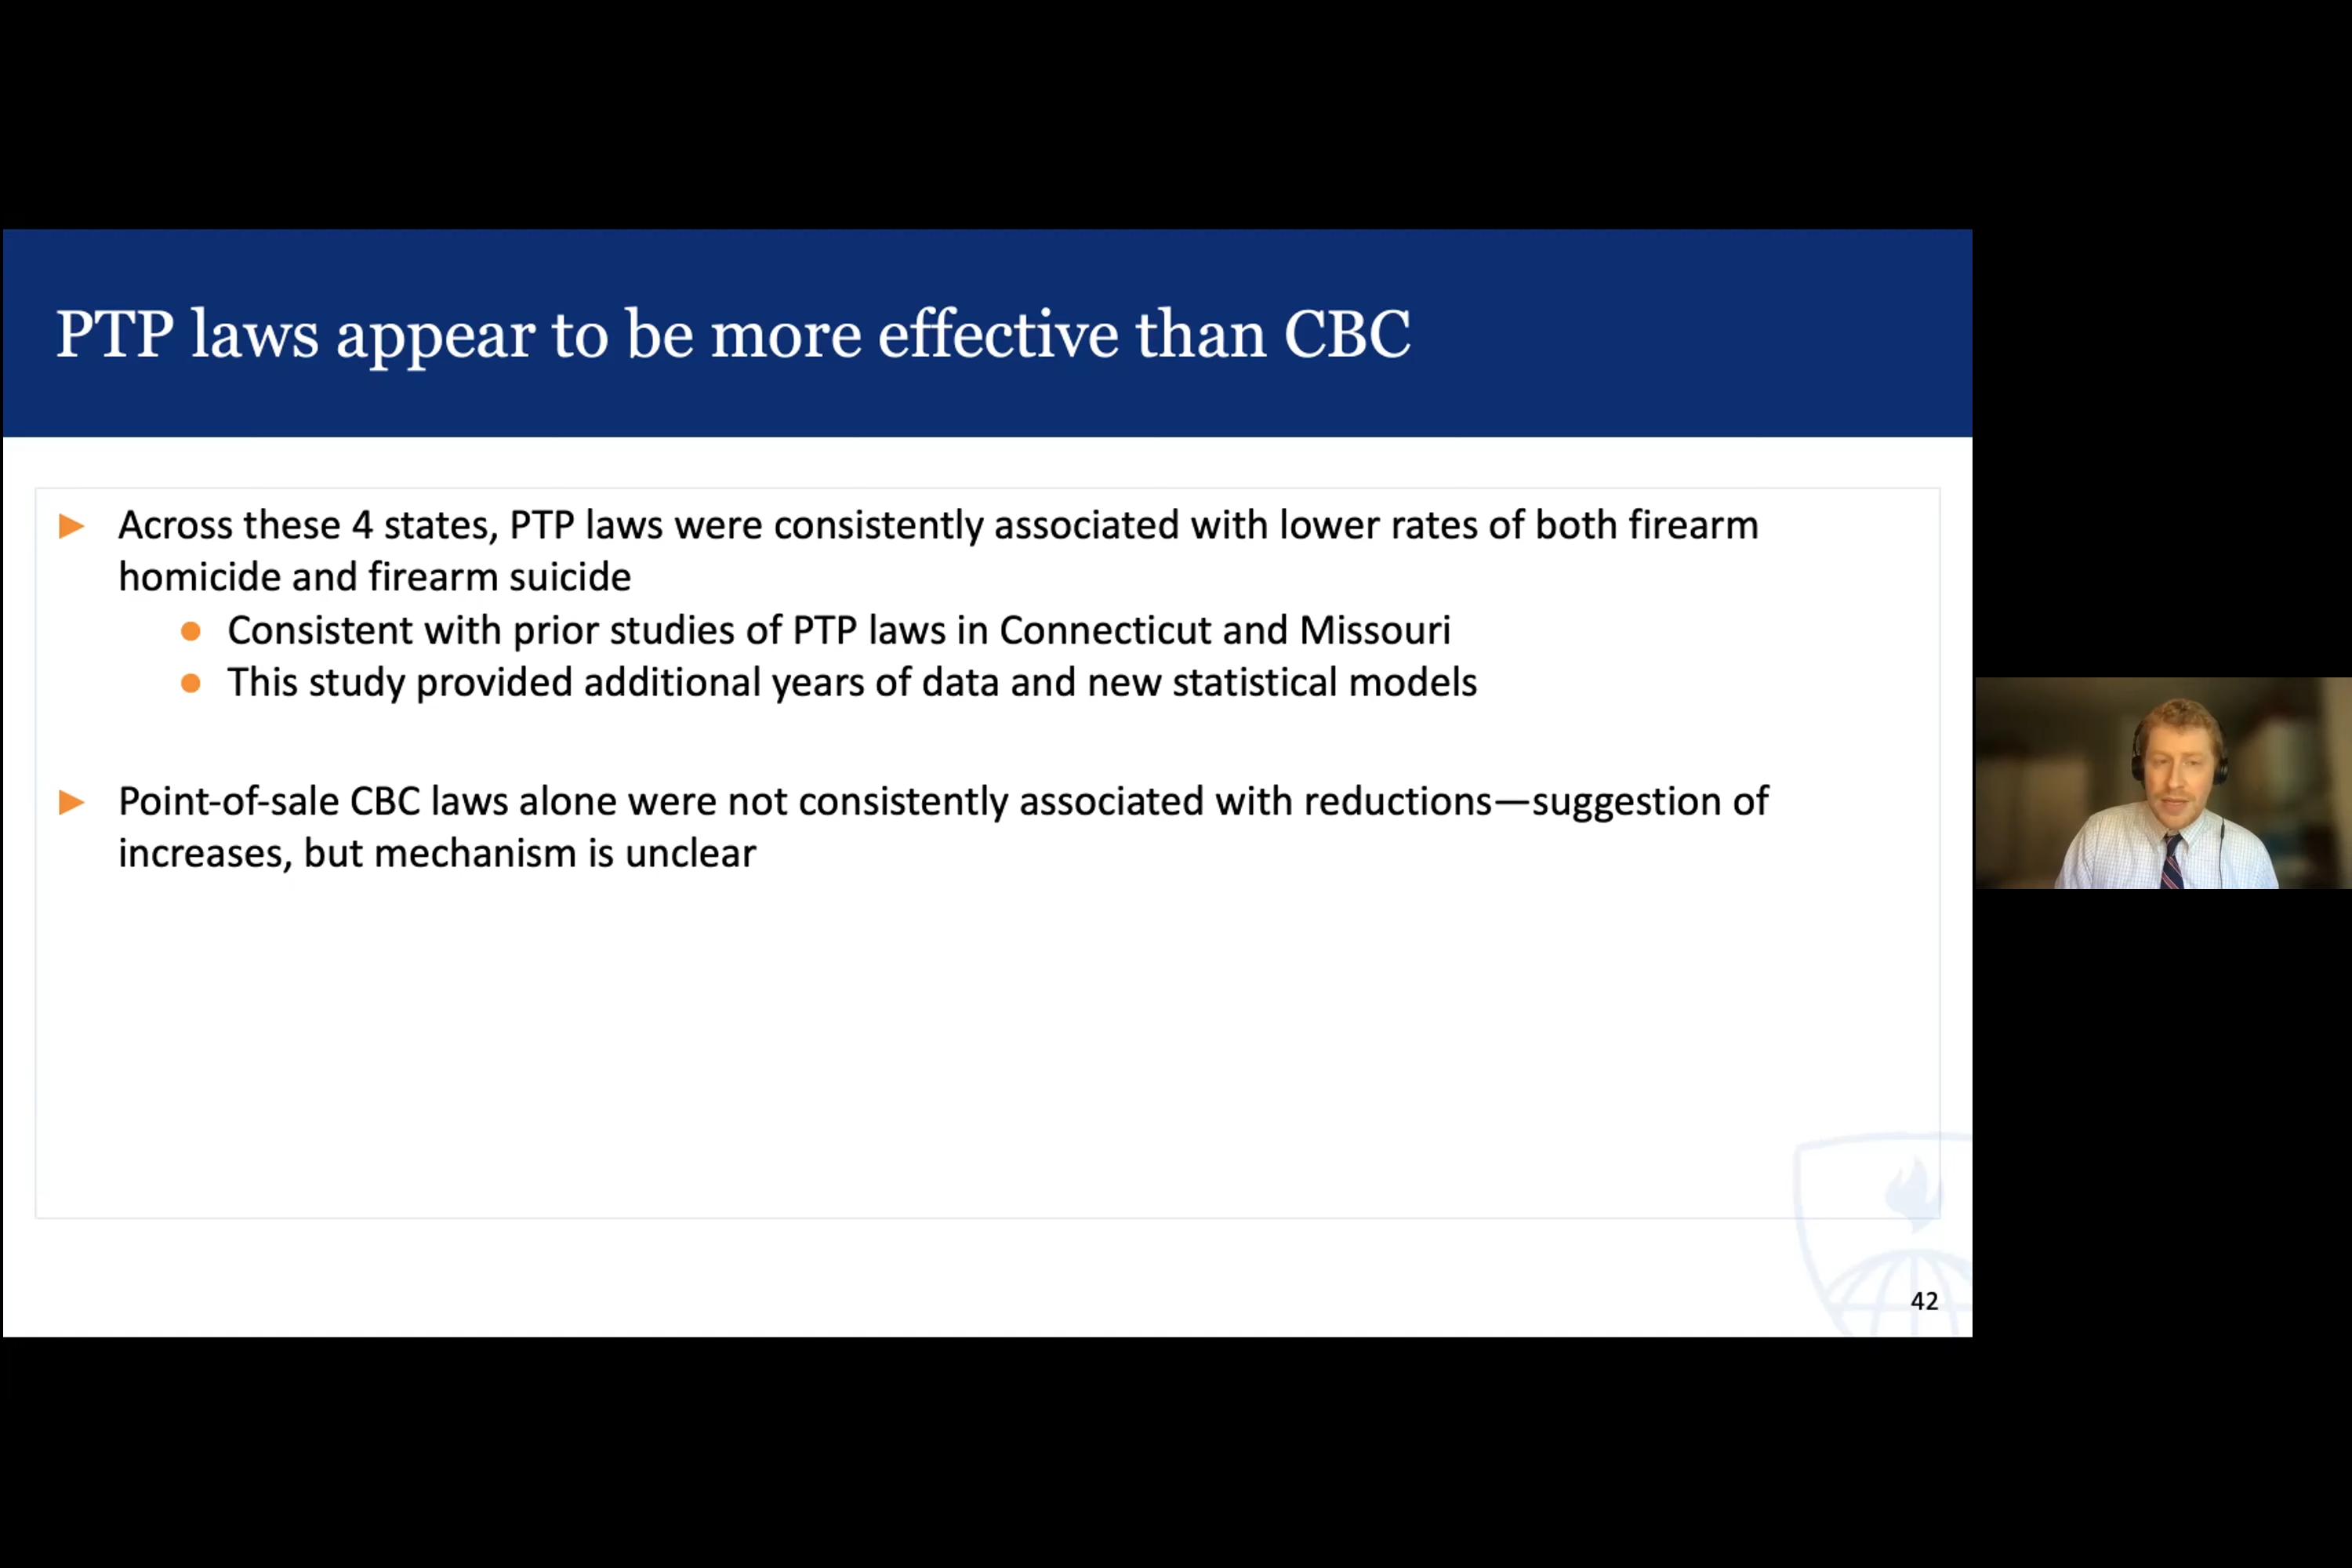 PTP laws appear to be more effective than CBC
Across these 4 states, PTP laws were consistently associated with lower rates of both firearm
homicide and firearm suicide
Consistent with prior studies of PTP laws in Connecticut and Missouri
This study provided additional years of data and new statistical models
Point-of-sale CBC laws alone were not consistently associated with reductions—suggestion of
increases, but mechanism is unclear
42